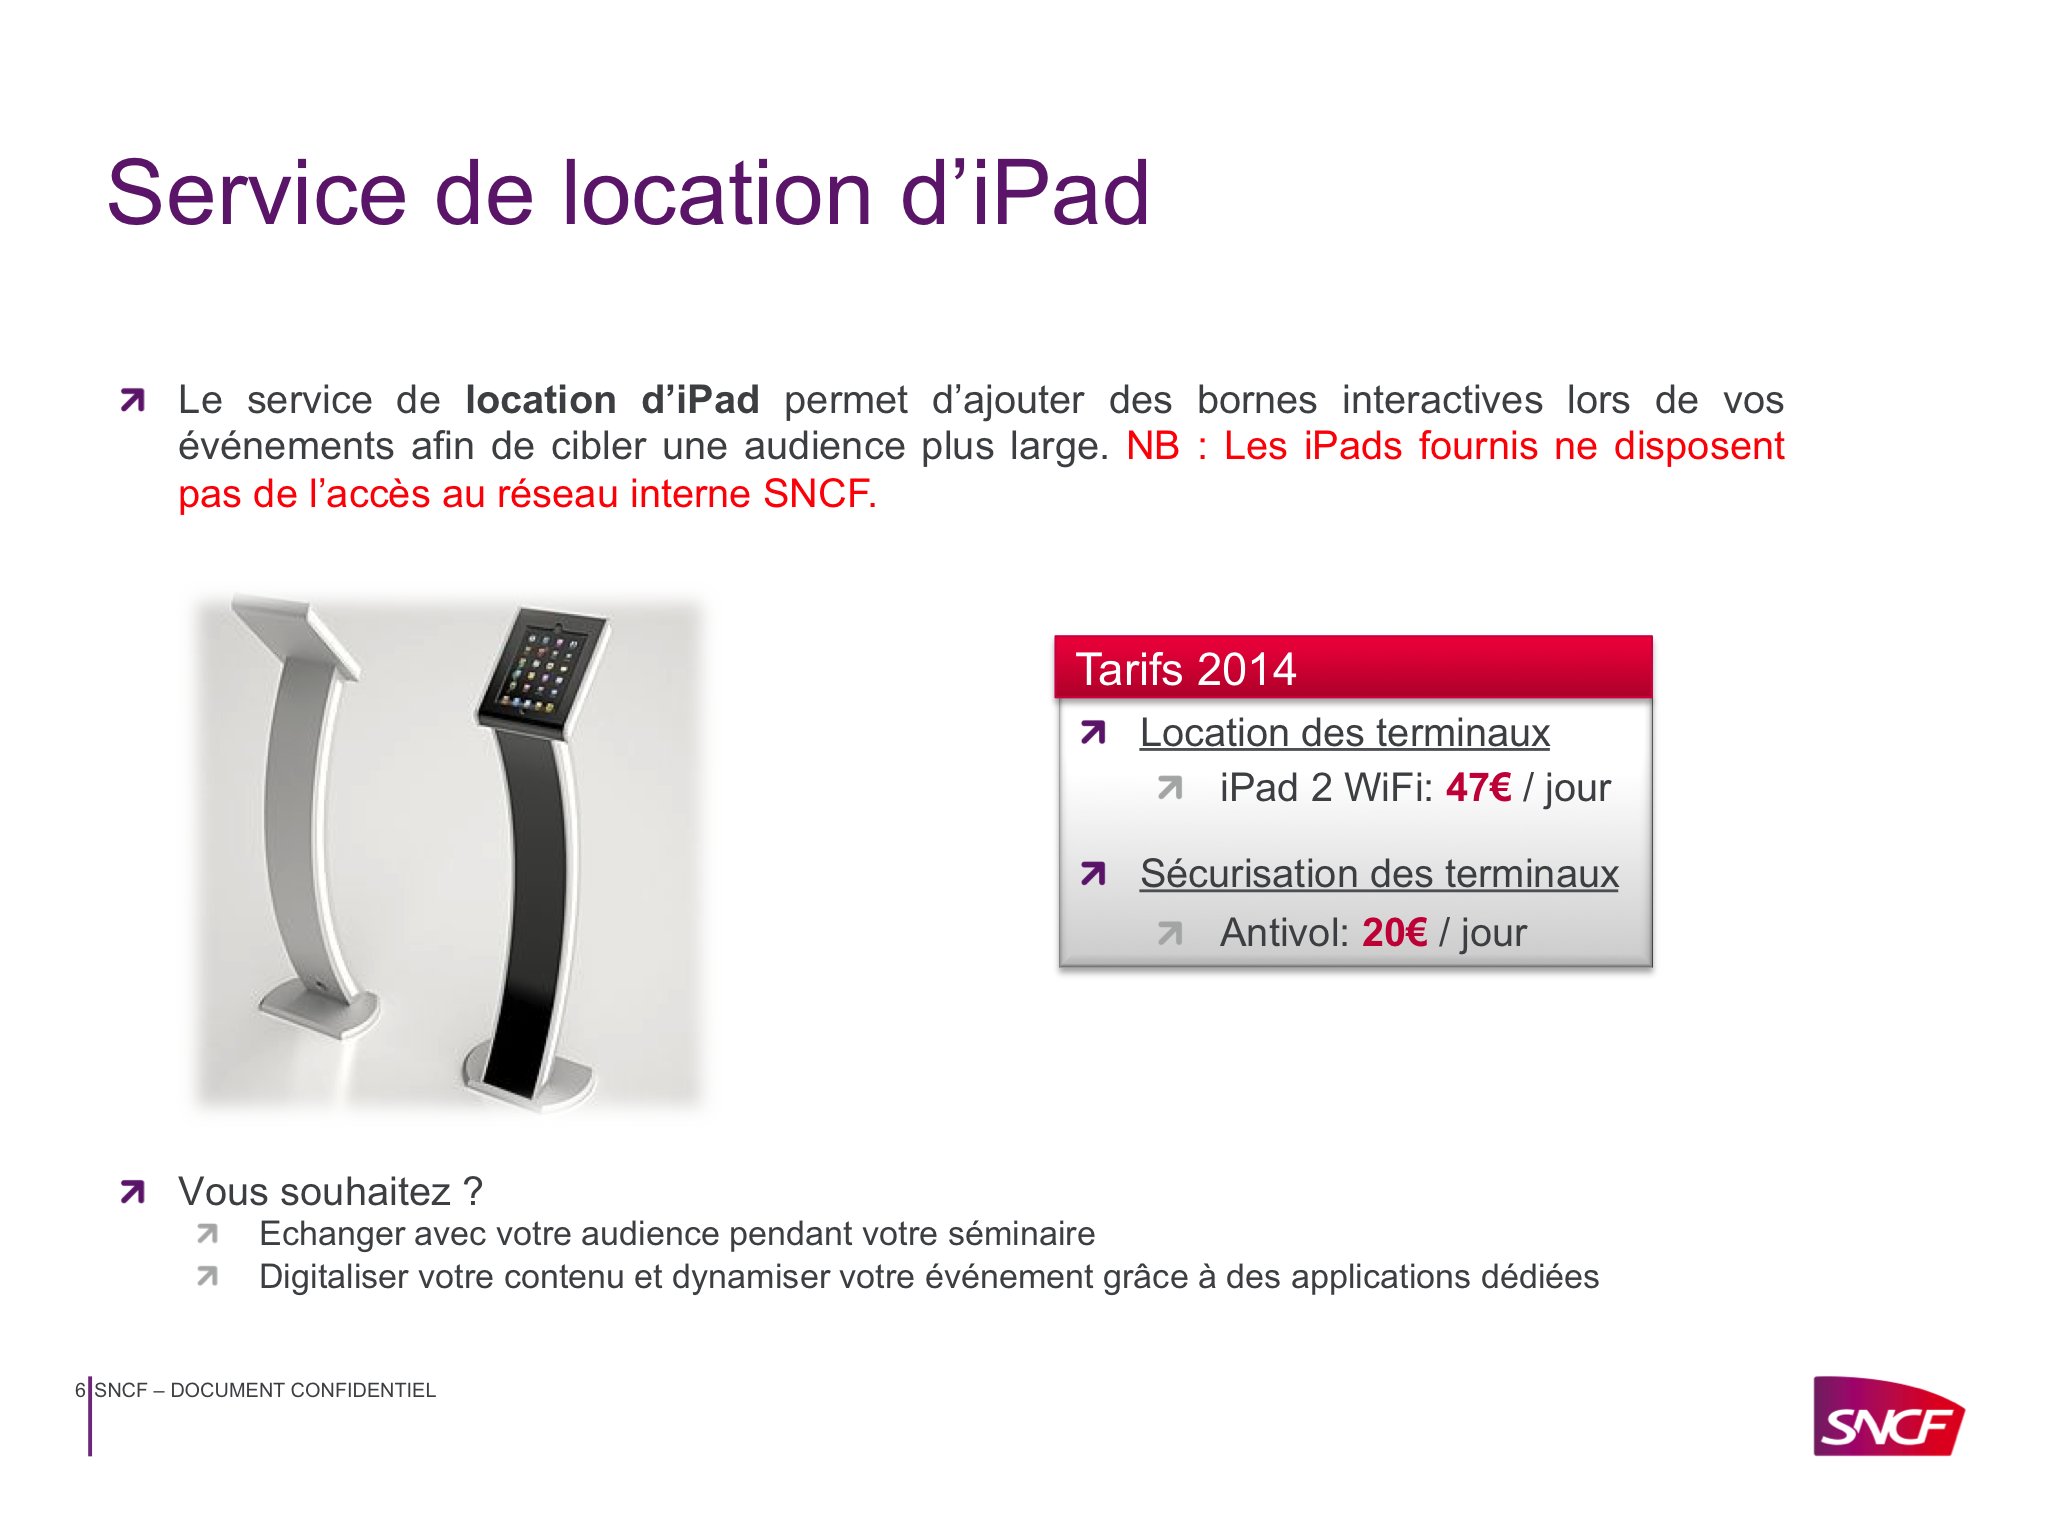 Service de location d’iPad
Le service de location d’iPad permet d’ajouter des bornes interactives lors de vos
événements afin de cibler une audience plus large. NB : Les iPads fournis ne disposent
pas de l’accès au réseau interne SNCF.
Tarifs 2014
Location des terminaux
iPad 2 WiFi: 47€ / jour
Sécurisation des terminaux
Antivol: 20€ / jour
Vous souhaitez ?
Echanger avec votre audience pendant votre séminaire
Digitaliser votre contenu et dynamiser votre événement grâce à des applications dédiées
6 SNCF – DOCUMENT CONFIDENTIEL
SNCF